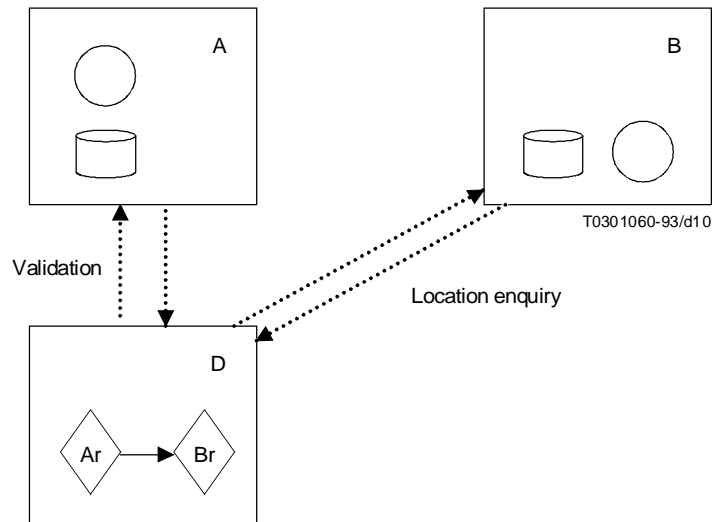 A
B
T0301060-93/d10
Validation
Location enquiry
D
Ar
Br